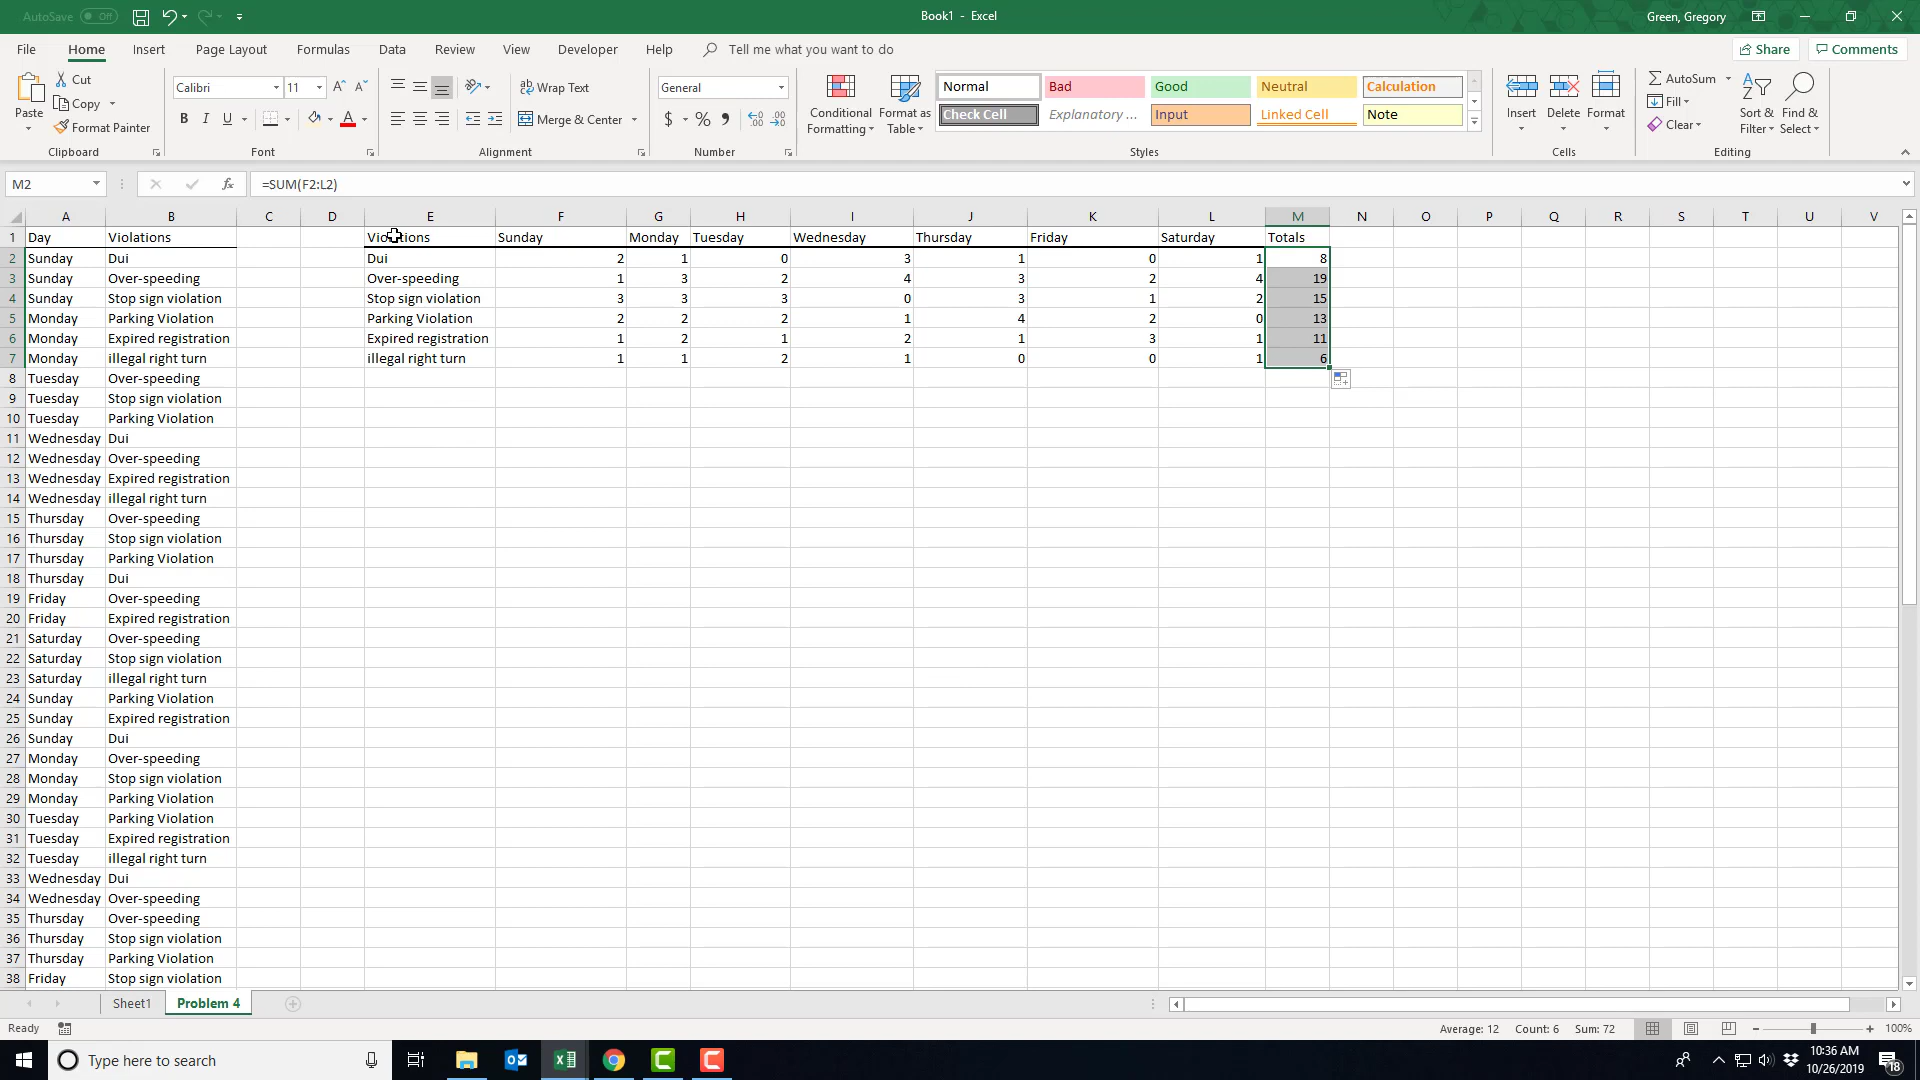 AutoSave Off Book1 - Excel Green, Gregory
File Home Insert Draw Page Layout Formulas Data Review View Developer Help Tell me what you want to do Share Comments
Paste Cut Copy Format Painter Clipboard
Calibri 11 B I U A Font
Wrap Text Merge & Center Alignment
General $ % 9 Number
Conditional Formatting Format as Table
Normal Bad Good Neutral Calculation
Check Cell Explanatory ... Input Linked Cell Note
Styles
Insert Delete Format Cells
AutoSum Fill Clear Sort & Filter Find & Select Editing
M2 fx =SUM(F2:L2)
A B C D E F G H I J K L M N O P Q R S T U V
1 Day Violations Violations Sunday Monday Tuesday Wednesday Thursday Friday Saturday Totals
2 Sunday Dui Dui 2 1 0 3 1 0 1 8
3 Sunday Over-speeding Over-speeding 1 3 2 4 3 2 4 19
4 Sunday Stop sign violation Stop sign violation 3 3 3 0 3 1 2 15
5 Monday Parking Violation Parking Violation 2 2 2 1 4 2 0 13
6 Monday Expired registration Expired registration 1 2 1 2 1 3 1 11
7 Monday illegal right turn illegal right turn 1 1 2 1 0 0 1 6
8 Tuesday Over-speeding
9 Tuesday Stop sign violation
10 Tuesday Parking Violation
11 Wednesday Dui
12 Wednesday Over-speeding
13 Wednesday Expired registration
14 Wednesday illegal right turn
15 Thursday Over-speeding
16 Thursday Stop sign violation
17 Thursday Parking Violation
18 Thursday Dui
19 Friday Over-speeding
20 Friday Expired registration
21 Saturday Over-speeding
22 Saturday Stop sign violation
23 Saturday illegal right turn
24 Sunday Parking Violation
25 Sunday Expired registration
26 Sunday Dui
27 Monday Over-speeding
28 Monday Stop sign violation
29 Monday Parking Violation
30 Tuesday Parking Violation
31 Tuesday Expired registration
32 Tuesday illegal right turn
33 Wednesday Dui
34 Wednesday Over-speeding
35 Thursday Over-speeding
36 Thursday Stop sign violation
37 Thursday Parking Violation
38 Friday Stop sign violation
Sheet1 Problem 4
Ready Average: 12 Count: 6 Sum: 72 100%
Type here to search 10:36 AM
10/26/2019 18